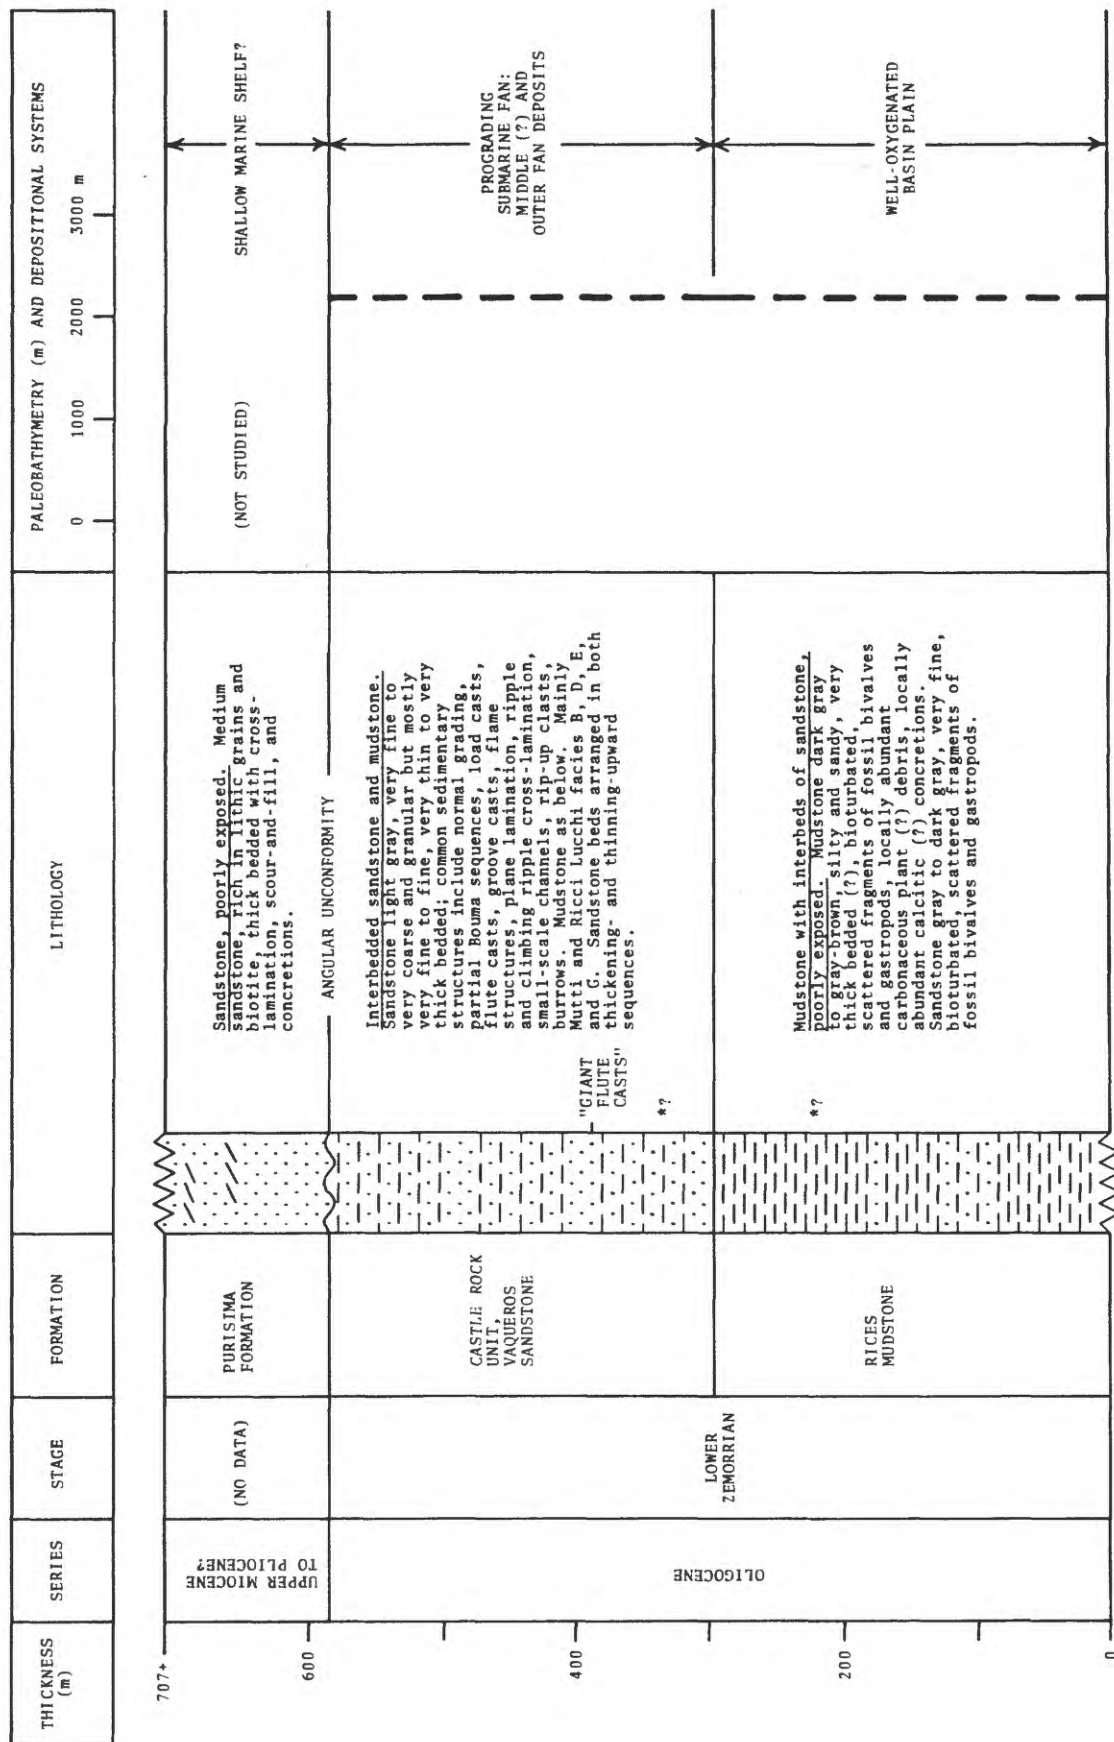 THICKNESS
(m)
SERIES
STAGE
FORMATION
LITHOLOGY
PALEOBATHYMETRY (m) AND DEPOSITIONAL SYSTEMS
0 1000 2000 3000 m
707+
600
400
200
0
UPPER MIOCENE
TO PLIOCENE?
OLIGOCENE
(NO DATA)
LOWER
ZEMORRIAN
PURISIMA
FORMATION
CASTLE ROCK
UNIT,
VAQUEROS
SANDSTONE
RICES
MUDSTONE
Sandstone, poorly exposed. Medium
sandstone, rich in lithic grains and
biotite, thick bedded with cross-
lamination, scour-and-fill, and
concretions.
ANGULAR UNCONFORMITY
Interbedded sandstone and mudstone.
Sandstone light gray, very fine to
very coarse and granular but mostly
very fine to fine, very thin to very
thick bedded; common sedimentary
structures include normal grading,
partial Bouma sequences, load casts,
flute casts, groove casts, flame
structures, plane lamination, ripple
and climbing ripple cross-lamination,
small-scale channels, rip-up clasts,
burrows. Mudstone as below. Mainly
Mutti and Ricci Lucchi facies B, D, E,
and G. Sandstone beds arranged in both
thickening- and thinning-upward
sequences.
"GIANT
FLUTE
CASTS"
*?
Mudstone with interbeds of sandstone,
poorly exposed. Mudstone dark gray
to gray-brown, silty and sandy, very
thick bedded (?), bioturbated,
scattered fragments of fossil bivalves
and gastropods, locally abundant
carbonaceous plant (?) debris, locally
abundant calcitic (?) concretions.
Sandstone gray to dark gray, very fine,
bioturbated, scattered fragments of
fossil bivalves and gastropods.
*?
(NOT STUDIED)
SHALLOW MARINE SHELF?
PROGRADING
SUBMARINE FAN:
MIDDLE (?) AND
OUTER FAN DEPOSITS
WELL-OXYGENATED
BASIN PLAIN